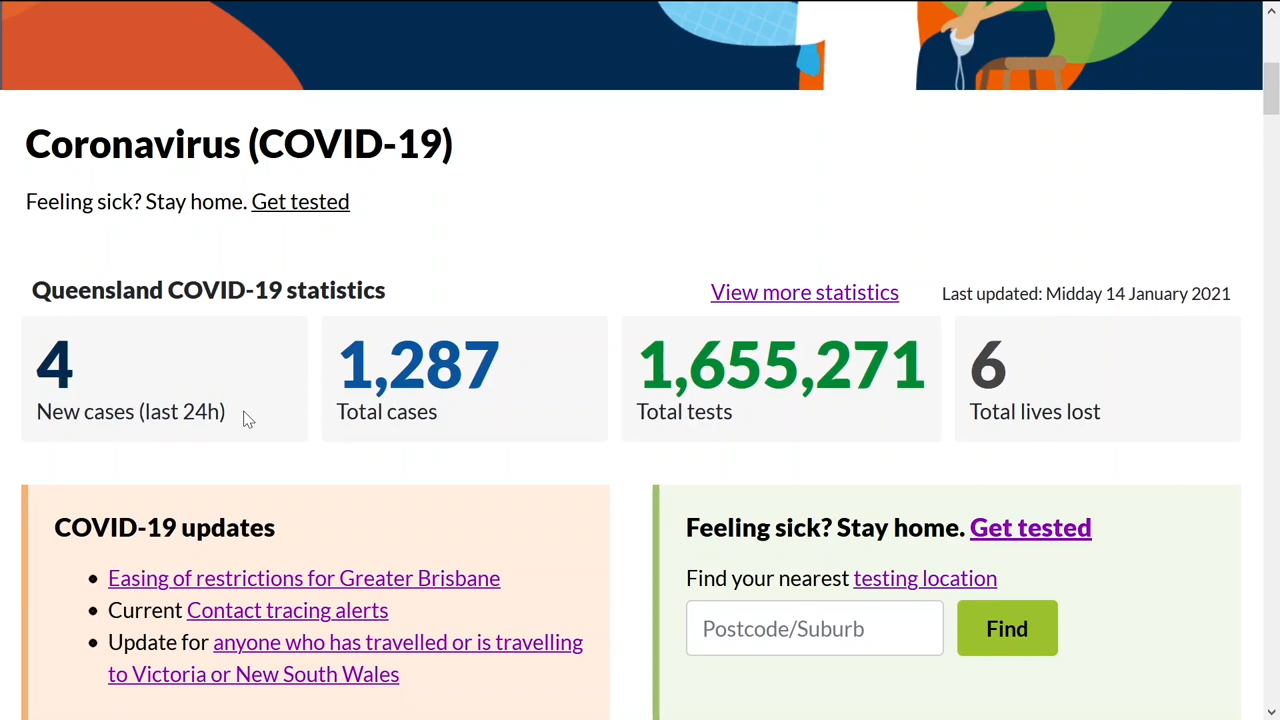 Coronavirus (COVID-19)
Feeling sick? Stay home. Get tested
Queensland COVID-19 statistics
View more statistics
Last updated: Midday 14 January 2021
4
New cases (last 24h)
1,287
Total cases
1,655,271
Total tests
6
Total lives lost
COVID-19 updates
Easing of restrictions for Greater Brisbane
Current Contact tracing alerts
Update for anyone who has travelled or is travelling
to Victoria or New South Wales
Feeling sick? Stay home. Get tested
Find your nearest testing location
Postcode/Suburb
Find